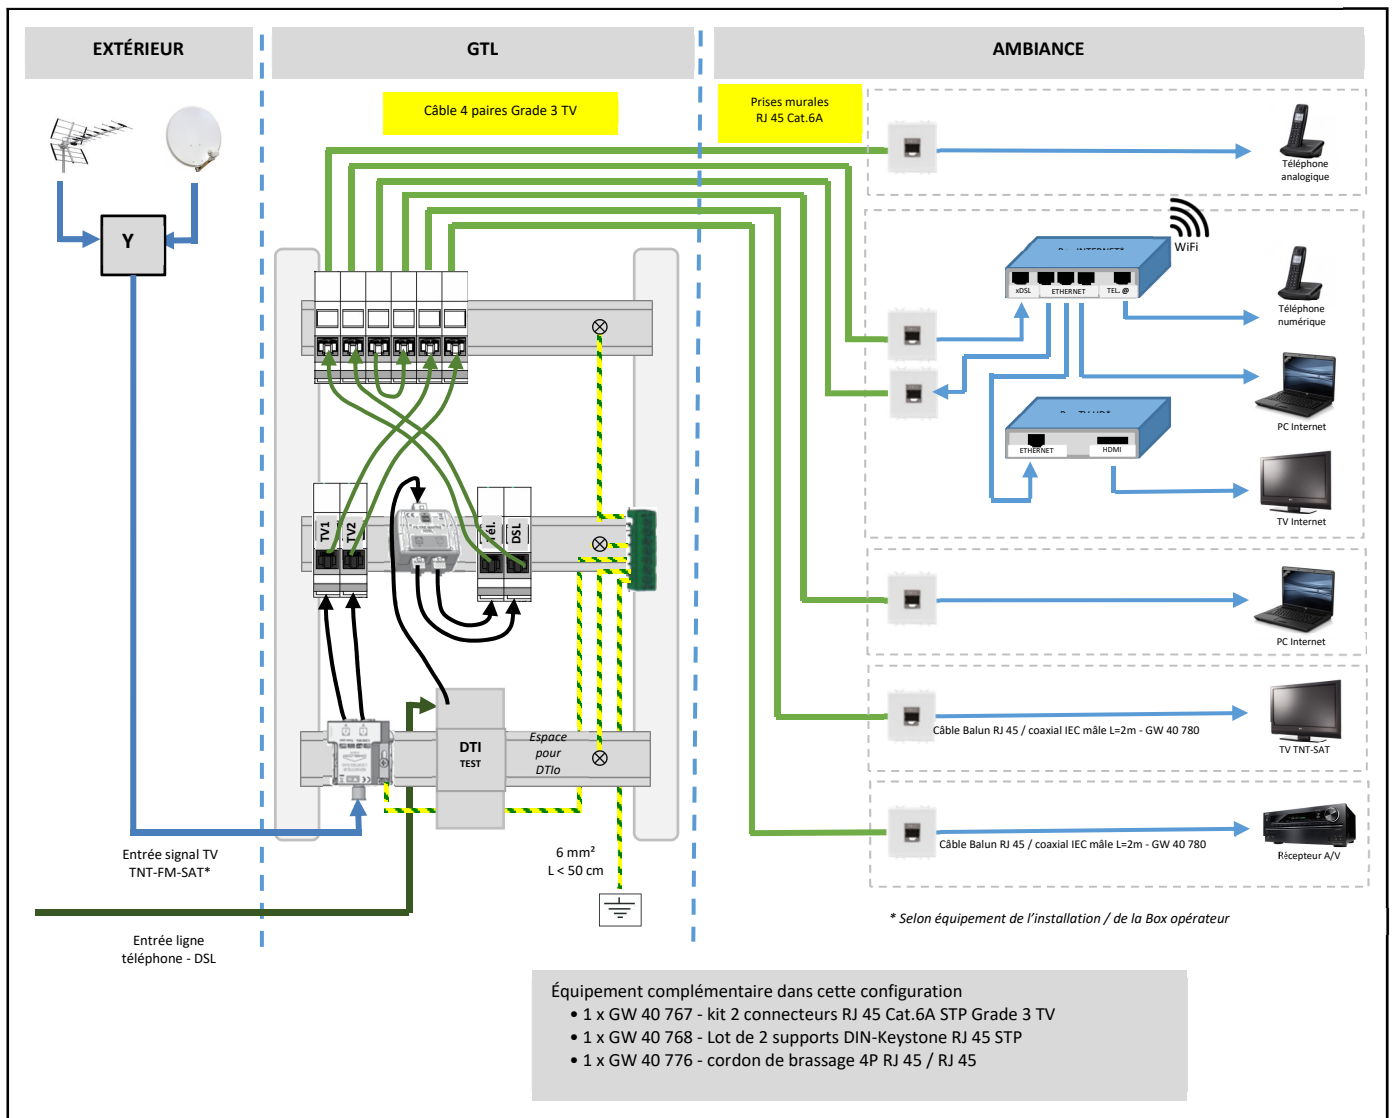 EXTÉRIEUR
GTL
AMBIANCE
Câble 4 paires Grade 3 TV
Prises murales
RJ 45 Cat.6A
Téléphone
analogique
Y
WiFi
xDSL
ETHERNET
TEL. @
Téléphone
numérique
PC Internet
ETHERNET
HDMI
TV Internet
TV1
TV2
Tél.
DSL
PC Internet
DTI
TEST
Espace
pour
DTIo
Câble Balun RJ 45 / coaxial IEC mâle L=2m - GW 40 780
TV TNT-SAT
Câble Balun RJ 45 / coaxial IEC mâle L=2m - GW 40 780
Récepteur A/V
Entrée signal TV
TNT-FM-SAT*
6 mm²
L < 50 cm
* Selon équipement de l'installation / de la Box opérateur
Entrée ligne
téléphone - DSL
Équipement complémentaire dans cette configuration
• 1 x GW 40 767 - kit 2 connecteurs RJ 45 Cat.6A STP Grade 3 TV
• 1 x GW 40 768 - Lot de 2 supports DIN-Keystone RJ 45 STP
• 1 x GW 40 776 - cordon de brassage 4P RJ 45 / RJ 45